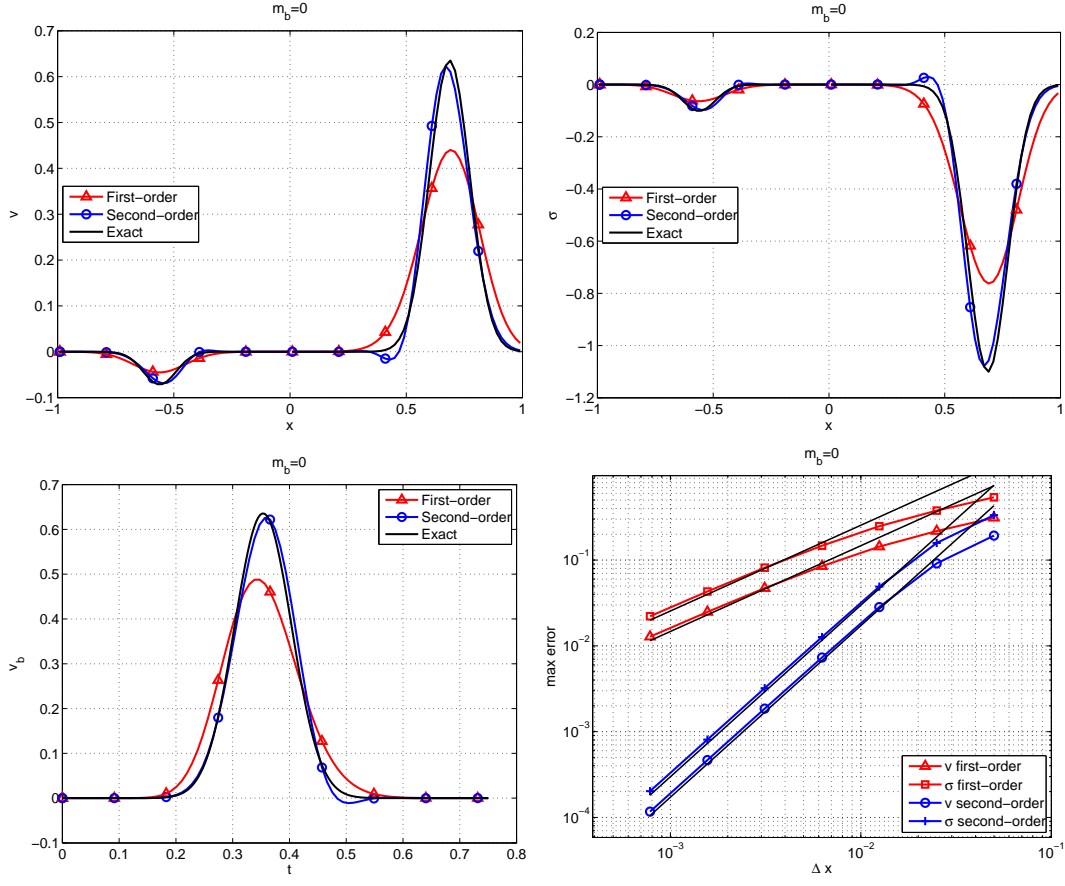 m_b=0
0.7
0.6
0.5
0.4
0.3
0.2
0.1
0
−0.1
v
−1
−0.5
0
0.5
1
x
First−order
Second−order
Exact
m_b=0
0.2
0
−0.2
−0.4
−0.6
−0.8
−1
−1.2
σ
−1
−0.5
0
0.5
1
x
First−order
Second−order
Exact
m_b=0
0.7
0.6
0.5
0.4
0.3
0.2
0.1
0
−0.1
v_b
0
0.1
0.2
0.3
0.4
0.5
0.6
0.7
0.8
t
First−order
Second−order
Exact
m_b=0
10^−1
10^−2
10^−3
10^−4
max error
10^−3
10^−2
10^−1
Δ x
v first−order
σ first−order
v second−order
σ second−order